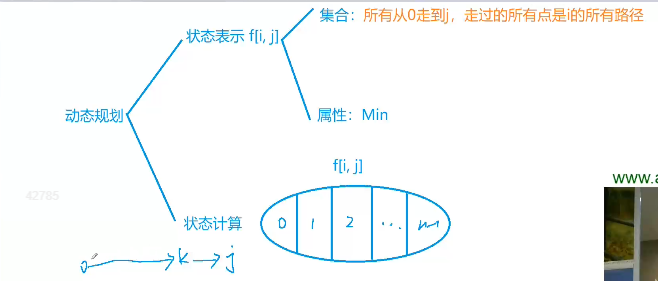 集合：所有从0走到j，走过的所有点是i的所有路径
状态表示 f[i, j]
动态规划
属性：Min
f[i, j]
42785
www.a
状态计算
0 1 2 ...
0 k j